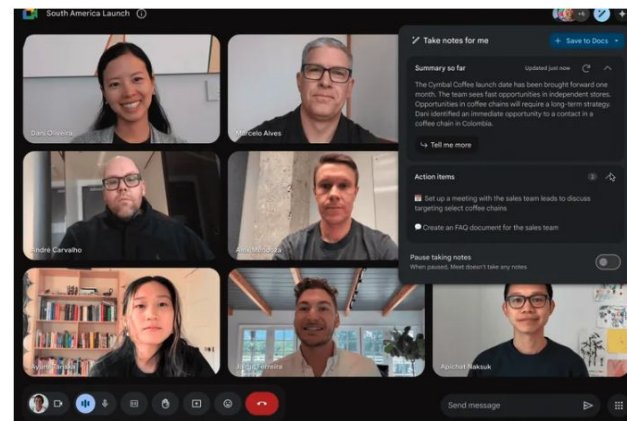 South America Launch
+6
Take notes for me
+ Save to Docs
Summary so far
Updated just now
The Cymbal Coffee launch date has been brought forward one
month. The team sees fast opportunities in independent stores.
Opportunities in coffee chains will require a long-term strategy.
Dani identified an immediate opportunity to a contact in a
coffee chain in Colombia.
Tell me more
Action items
Set up a meeting with the sales team leads to discuss
targeting select coffee chains
Create an FAQ document for the sales team
Pause taking notes
When paused, Meet doesn't take any notes
Dani Oliveira
Marcelo Alves
André Carvalho
Ferreira
Apichat Raksuk
Send message